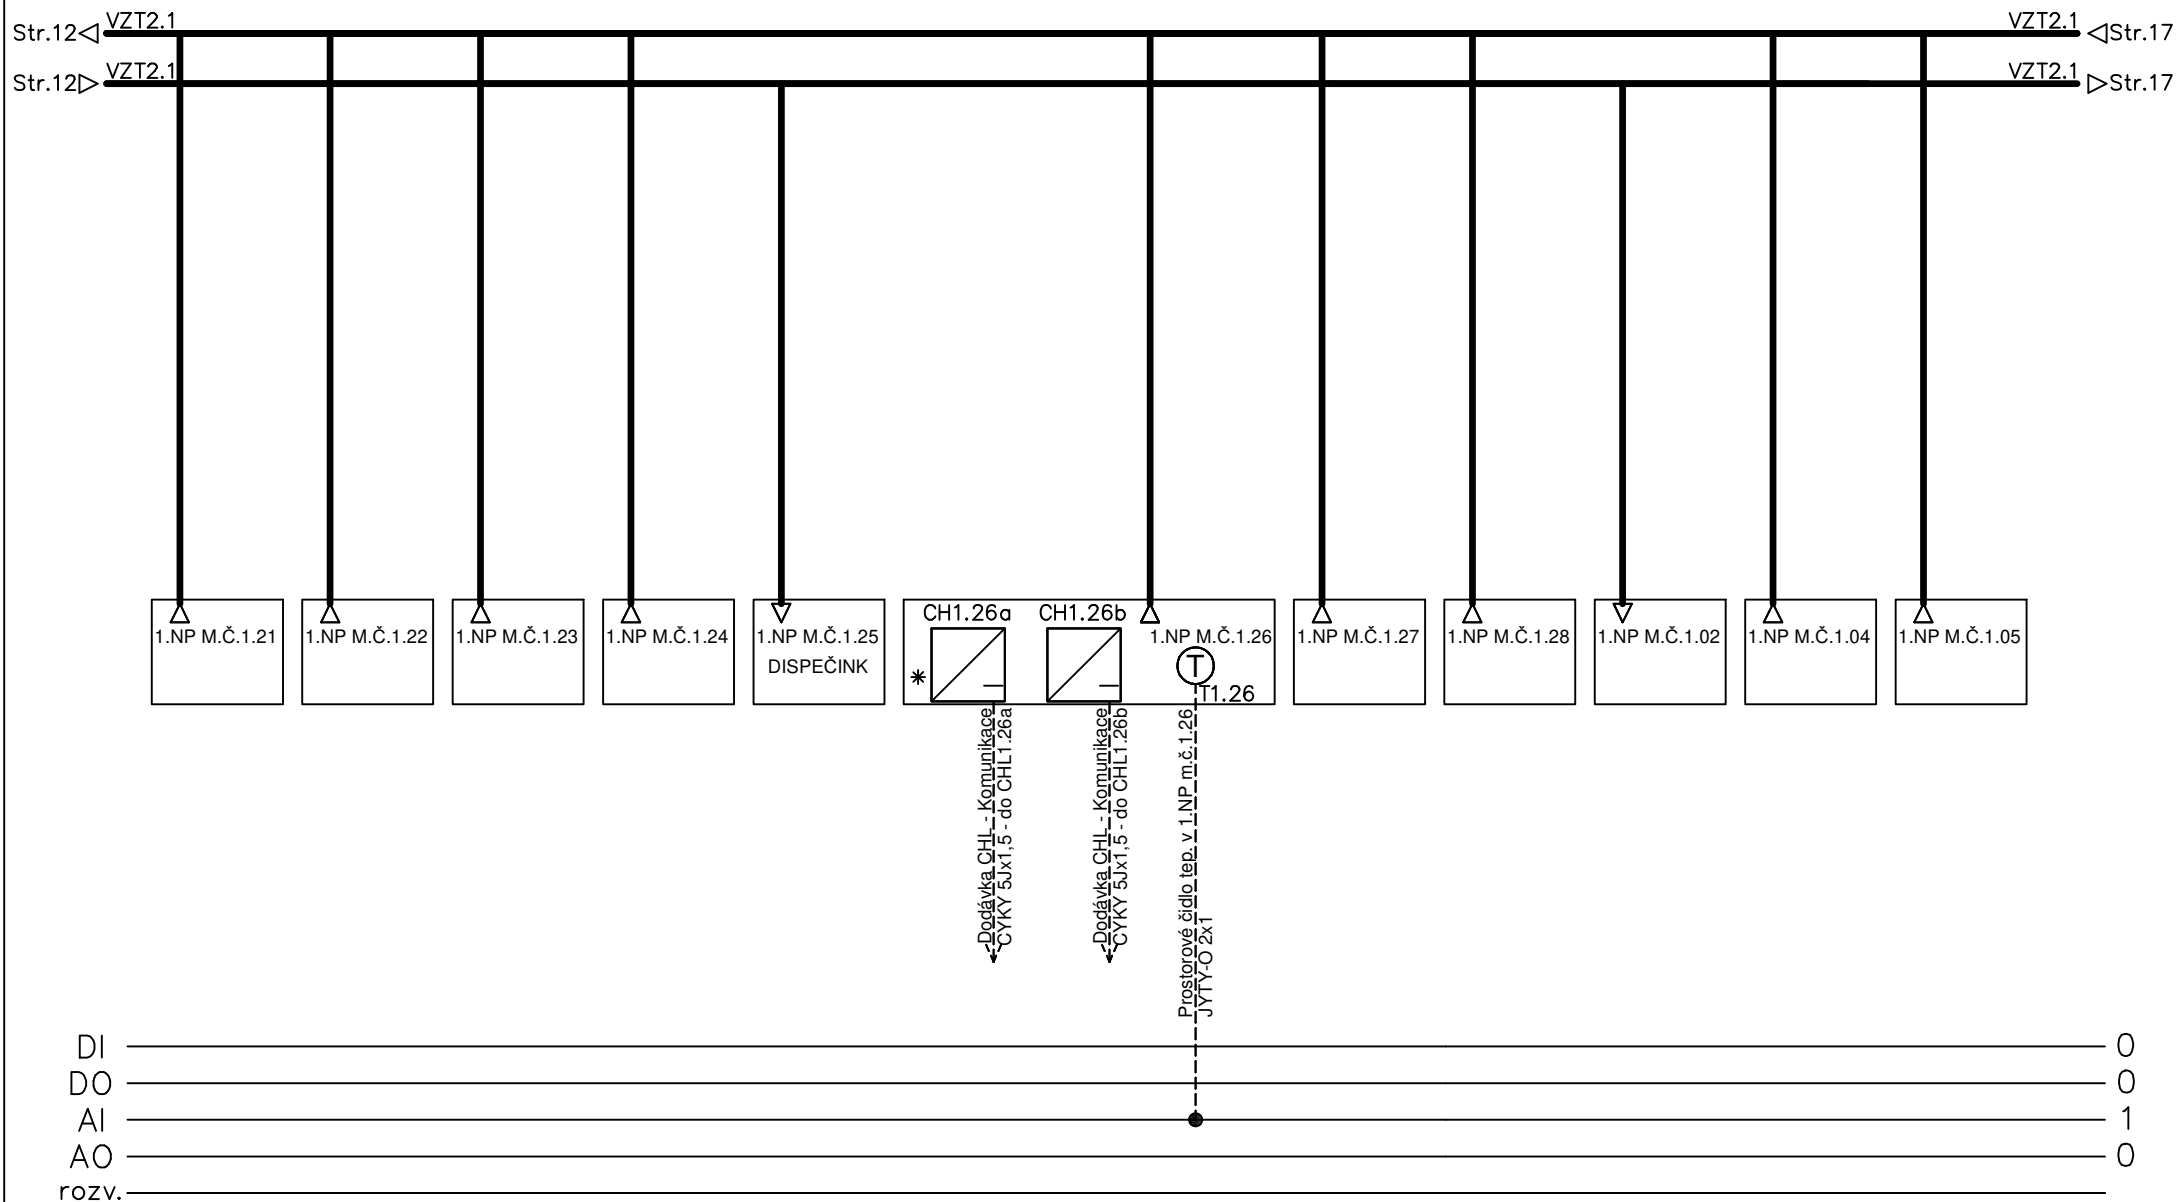 VZT2.1
VZT2.1
Str.12
Str.17
VZT2.1
VZT2.1
Str.12
Str.17
CH1.26a
CH1.26b
1.NP M.Č.1.21
1.NP M.Č.1.22
1.NP M.Č.1.23
1.NP M.Č.1.24
1.NP M.Č.1.25
DISPEČINK
1.NP M.Č.1.26
1.NP M.Č.1.27
1.NP M.Č.1.28
1.NP M.Č.1.02
1.NP M.Č.1.04
1.NP M.Č.1.05
*
T
T1.26
Dodávka CHL - Komunikace
CYKY 5Jx1,5 - do CHL1.26a
Dodávka CHL - Komunikace
CYKY 5Jx1,5 - do CHL1.26b
Prostorové čidlo tep. v 1.NP m.č.1.26
JYTY-O 2x1
DI 0
DO 0
AI 1
AO 0
rozv.